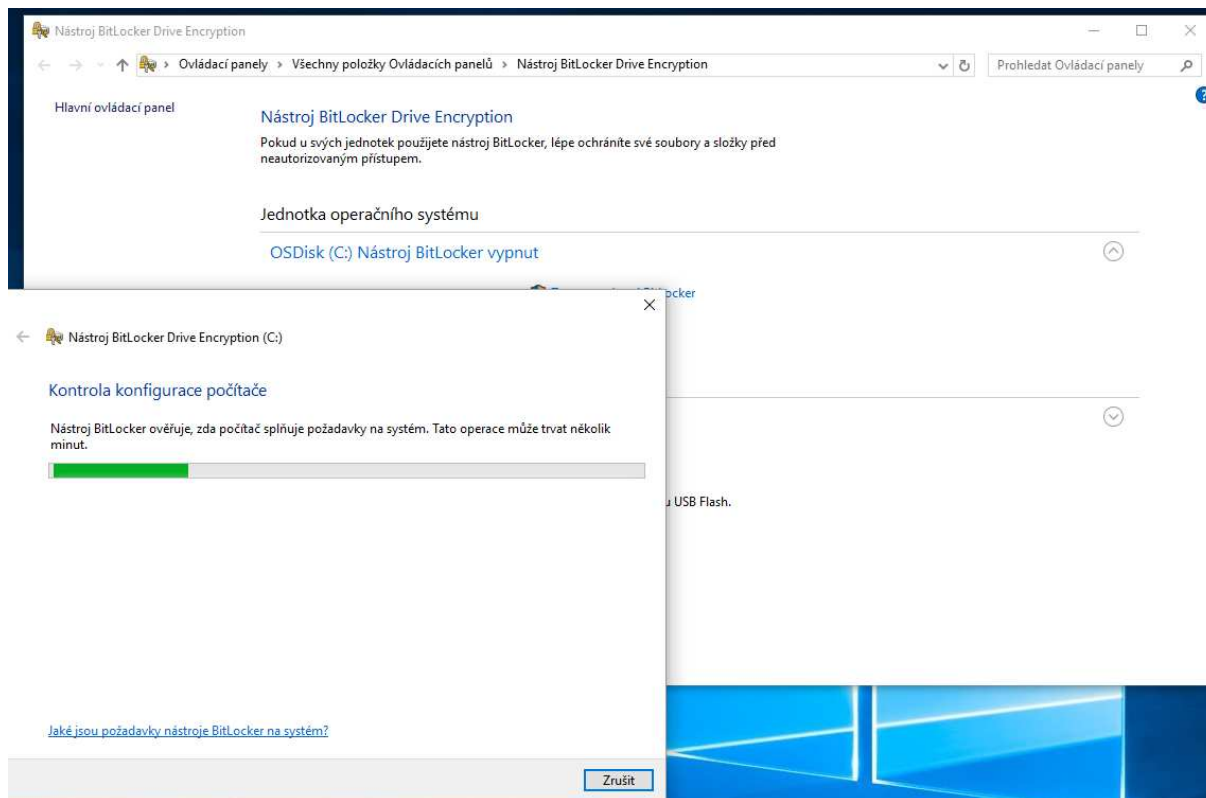 Nástroj BitLocker Drive Encryption
Ovládací panely > Všechny položky Ovládacích panelů > Nástroj BitLocker Drive Encryption
Prohledat Ovládací panely
Hlavní ovládací panel
Nástroj BitLocker Drive Encryption
Pokud u svých jednotek použijete nástroj BitLocker, lépe ochráníte své soubory a složky před
neautorizovaným přístupem.
Jednotka operačního systému
OSDisk (C:) Nástroj BitLocker vypnut
Nástroj BitLocker Drive Encryption (C:)
Kontrola konfigurace počítače
Nástroj BitLocker ověřuje, zda počítač splňuje požadavky na systém. Tato operace může trvat několik
minut.
USB Flash.
Jaké jsou požadavky nástroje BitLocker na systém?
Zrušit